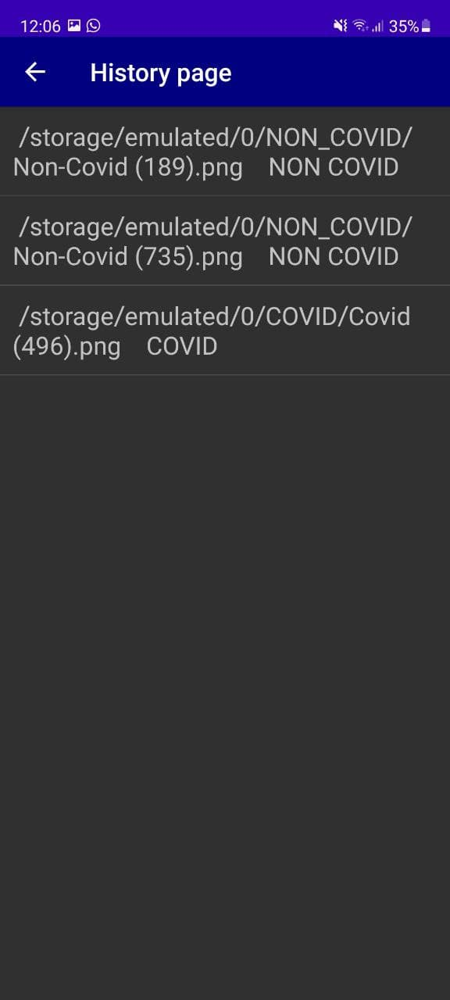 12:06 35%
History page
/storage/emulated/0/NON_COVID/
Non-Covid (189).png NON COVID
/storage/emulated/0/NON_COVID/
Non-Covid (735).png NON COVID
/storage/emulated/0/COVID/Covid
(496).png COVID